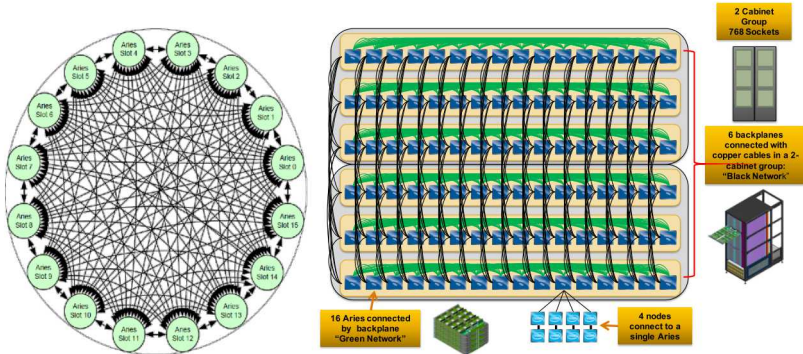 Aries
Slot 4
Aries
Slot 3
Aries
Slot 5
Aries
Slot 2
Aries
Slot 6
Aries
Slot 1
Aries
Slot 7
Aries
Slot 0
Aries
Slot 8
Aries
Slot 15
Aries
Slot 9
Aries
Slot 14
Aries
Slot 10
Aries
Slot 13
Aries
Slot 11
Aries
Slot 12
2 Cabinet
Group
768 Sockets
6 backplanes
connected with
copper cables in a 2-
cabinet group:
“Black Network”
16 Aries connected
by backplane
“Green Network”
4 nodes
connect to a
single Aries